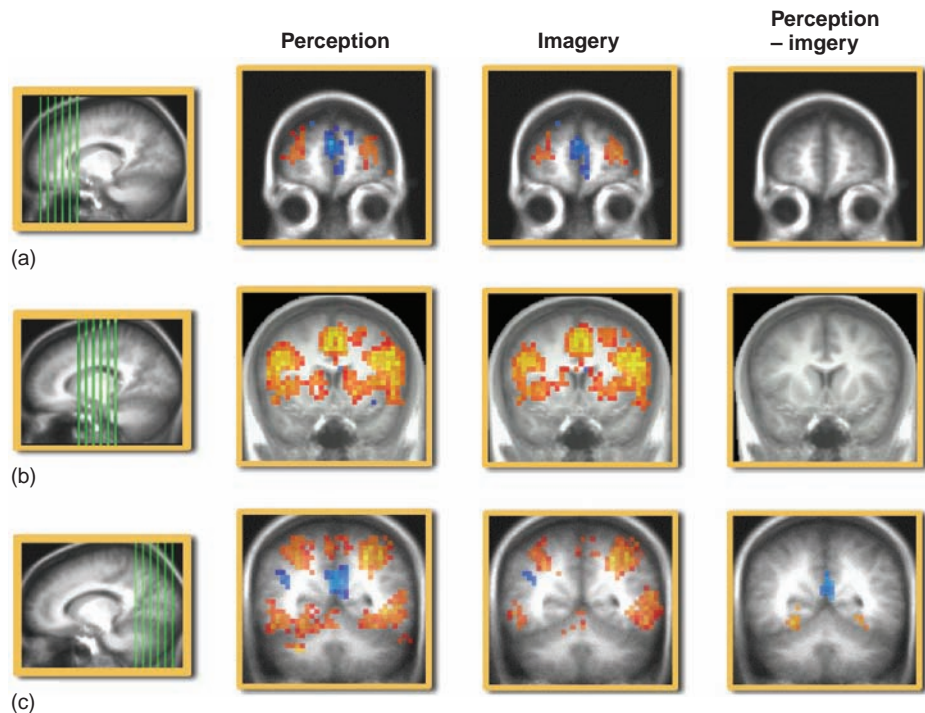 Perception
Imagery
Perception
– imgery
(a)
(b)
(c)